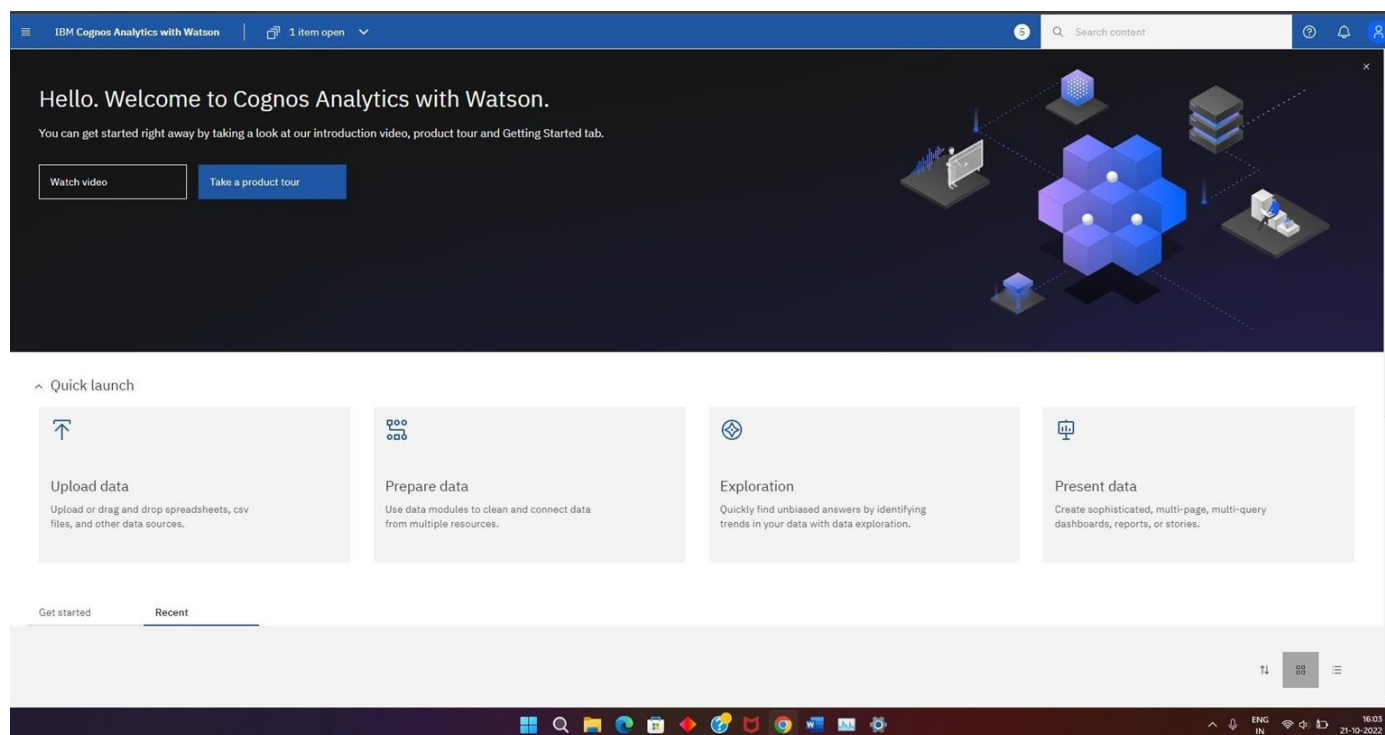 IBM Cognos Analytics with Watson
1 item open
5
Search content
Hello. Welcome to Cognos Analytics with Watson.
You can get started right away by taking a look at our introduction video, product tour and Getting Started tab.
Watch video
Take a product tour
Quick launch
Upload data
Upload or drag and drop spreadsheets, csv
files, and other data sources.
Prepare data
Use data modules to clean and connect data
from multiple resources.
Exploration
Quickly find unbiased answers by identifying
trends in your data with data exploration.
Present data
Create sophisticated, multi-page, multi-query
dashboards, reports, or stories.
Get started
Recent
ENG
IN
16:03
21-10-2022